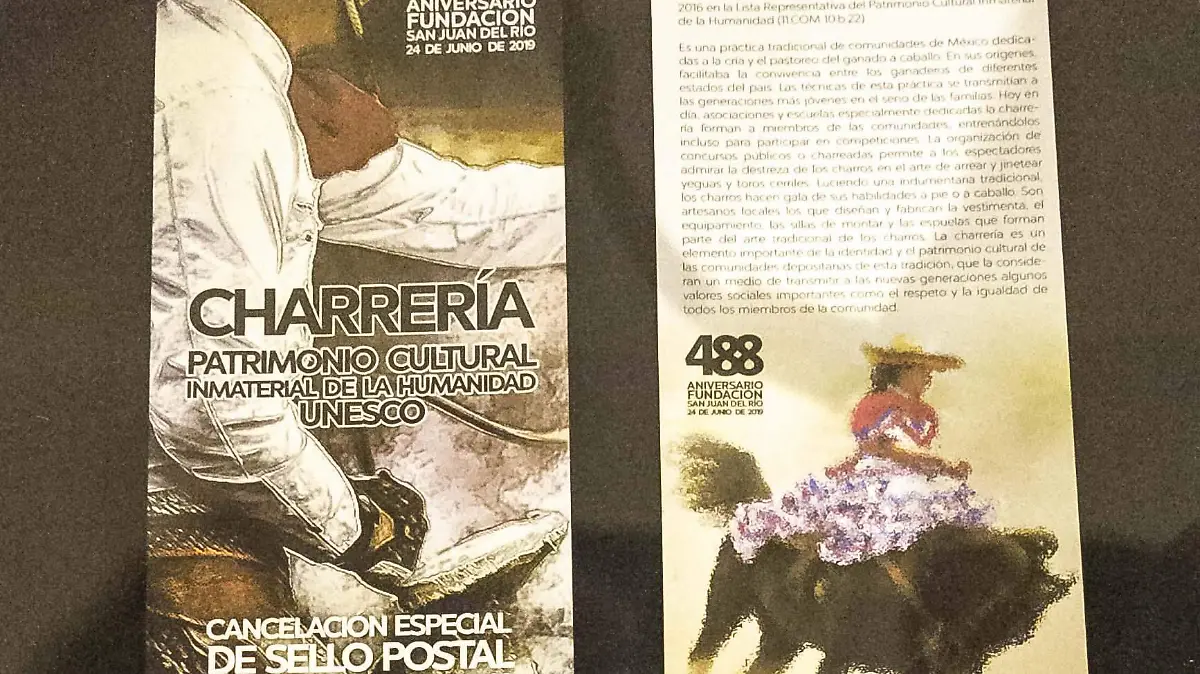 ANIVERSARIO
FUNDACIÓN
SAN JUAN DEL RÍO
24 DE JUNIO DE 2019
CHARRERÍA
PATRIMONIO CULTURAL
INMATERIAL DE LA HUMANIDAD
UNESCO
CANCELACIÓN ESPECIAL
DE SELLO POSTAL
2016 en la Lista Representativa del Patrimonio Cultural Inmaterial
de la Humanidad (11.COM 10.b.22)
Es una práctica tradicional de comunidades de México dedica-
das a la cría y el pastoreo del ganado a caballo. En sus orígenes,
facilitaba la convivencia entre los ganaderos de diferentes
estados del país. Las técnicas de esta práctica se transmitían a
las generaciones más jóvenes en el seno de las familias. Hoy en
día, asociaciones y escuelas especialmente dedicadas la charre-
ría forman a miembros de las comunidades, entrenándolos
incluso para participar en competiciones. La organización de
concursos públicos o charreadas permite a los espectadores
admirar la destreza de los charros en el arte de arrear y jinetear
yeguas y toros cerriles. Luciendo una indumentaria tradicional,
los charros hacen gala de sus habilidades a pie o a caballo. Son
artesanos locales los que diseñan y fabrican la vestimenta, el
equipamiento, las sillas de montar y las espuelas que forman
parte del arte tradicional de los charros. La charrería es un
elemento importante de la identidad y el patrimonio cultural de
las comunidades depositarias de esta tradición, que la conside-
ran un medio de transmitir a las nuevas generaciones algunos
valores sociales importantes como el respeto y la igualdad de
todos los miembros de la comunidad.
488
ANIVERSARIO
FUNDACIÓN
SAN JUAN DEL RÍO
24 DE JUNIO DE 2019